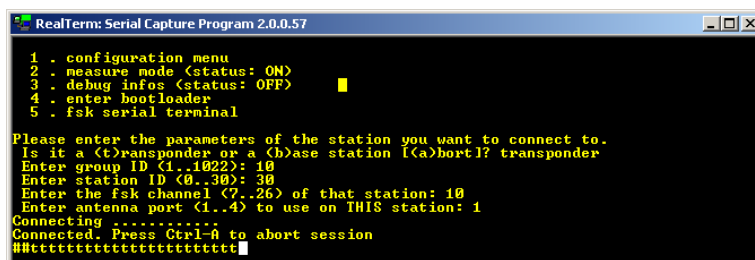 RealTerm: Serial Capture Program 2.0.0.57
1 . configuration menu
2 . measure mode (status: ON)
3 . debug infos (status: OFF)
4 . enter bootloader
5 . fsk serial terminal
Please enter the parameters of the station you want to connect to.
Is it a (t)ransponder or a (b)ase station [(a)bort]? transponder
Enter group ID (1..1022): 10
Enter station ID (0..30): 30
Enter the fsk channel (7..26) of that station: 10
Enter antenna port (1..4) to use on THIS station: 1
Connecting ............
Connected. Press Ctrl-A to abort session
##tttttttttttttttttttttttt